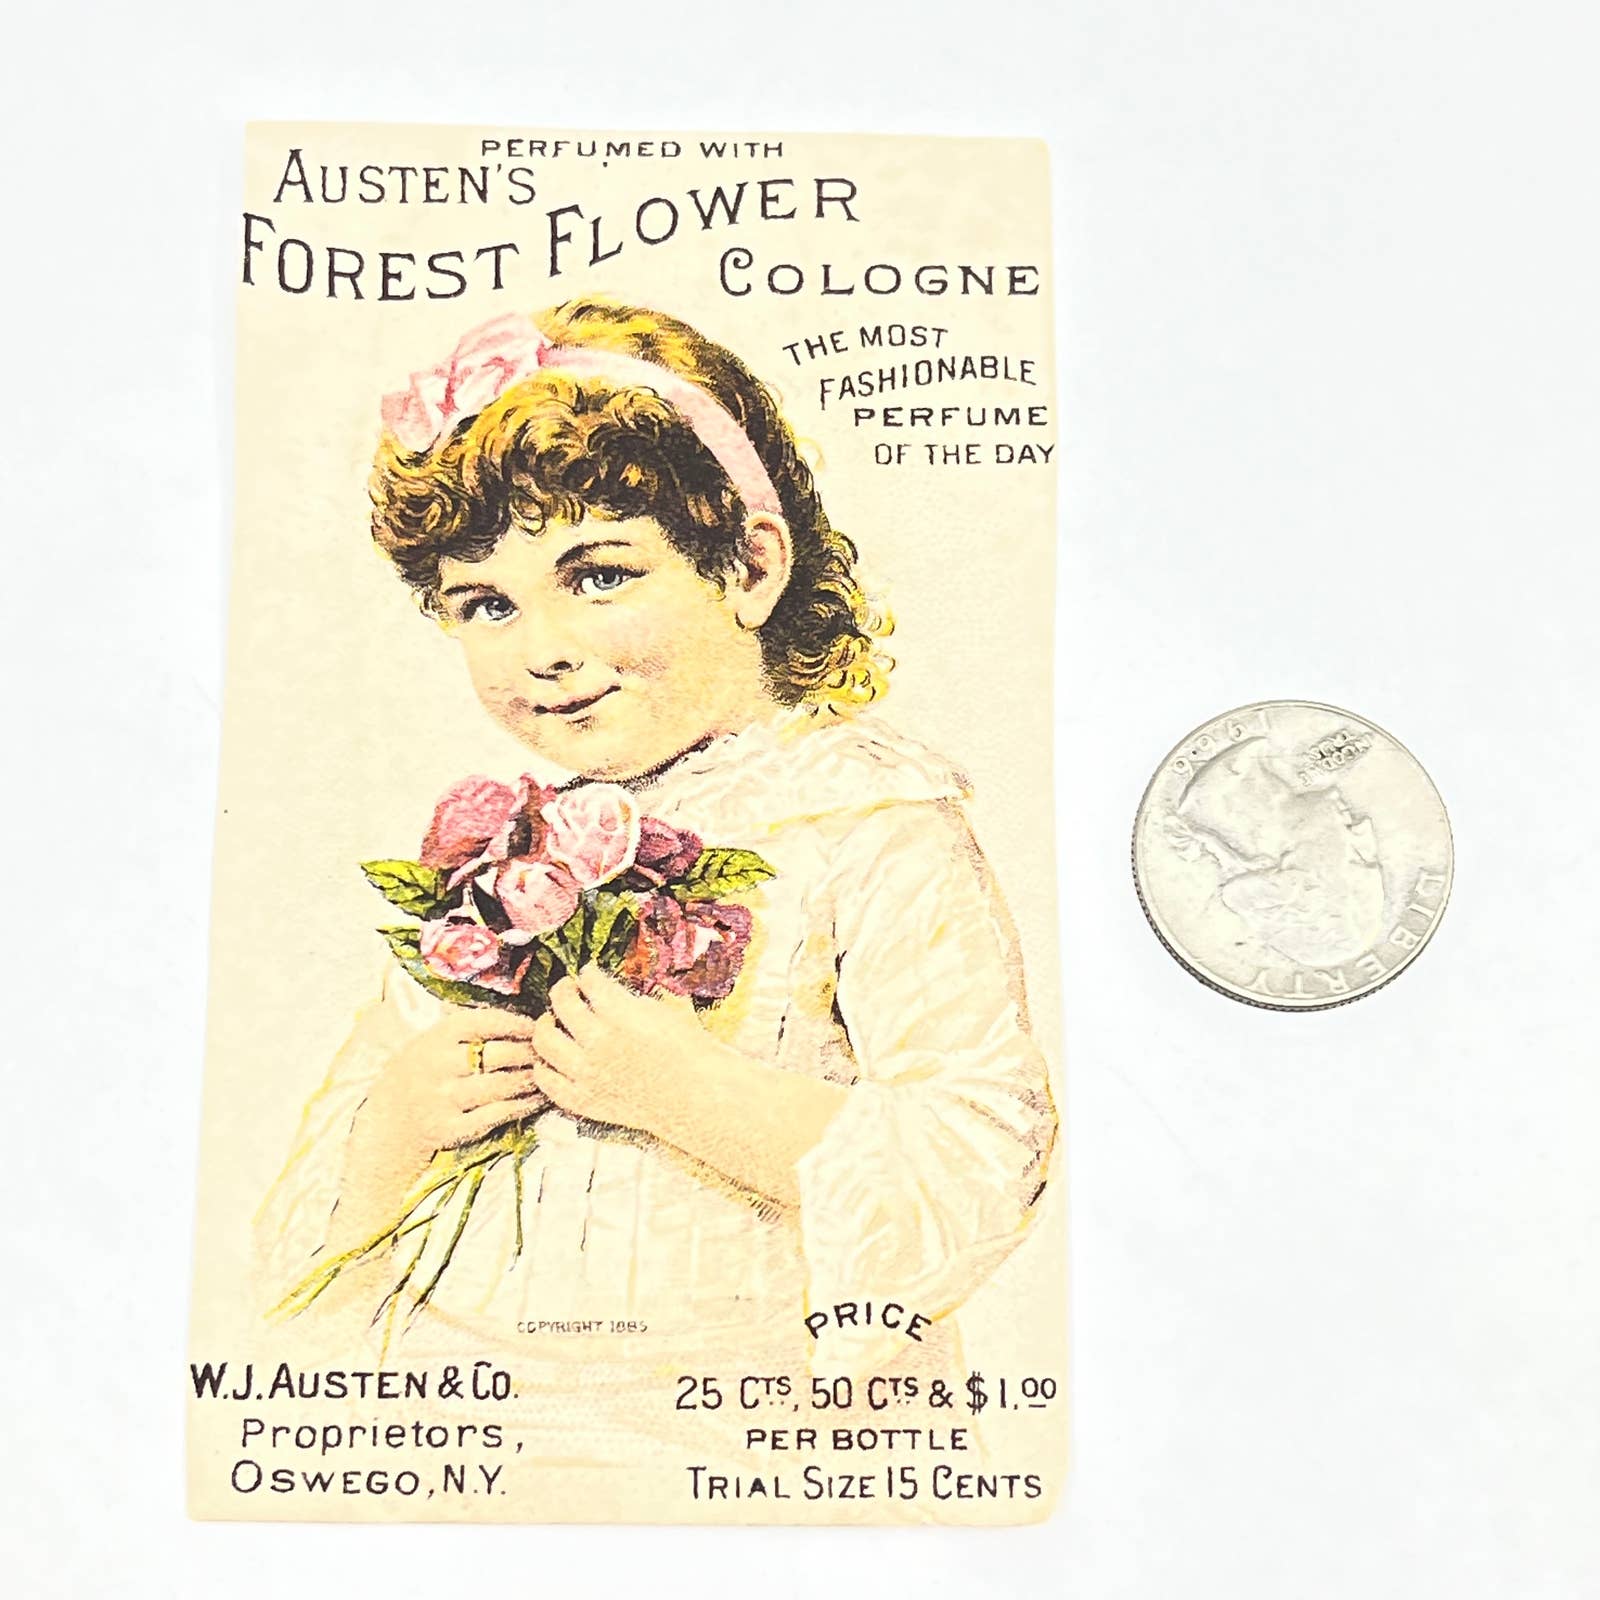 PERFUMED WITH
AUSTEN'S
FOREST FLOWER
COLOGNE
THE MOST
FASHIONABLE
PERFUME
OF THE DAY
COPYRIGHT 1885
W.J. AUSTEN & CO.
Proprietors,
OSWEGO, N.Y.
PRICE
25 CTS, 50 CTS & $1.00
PER BOTTLE
TRIAL SIZE 15 CENTS
LIBERTY
IN GOD WE
TRUST